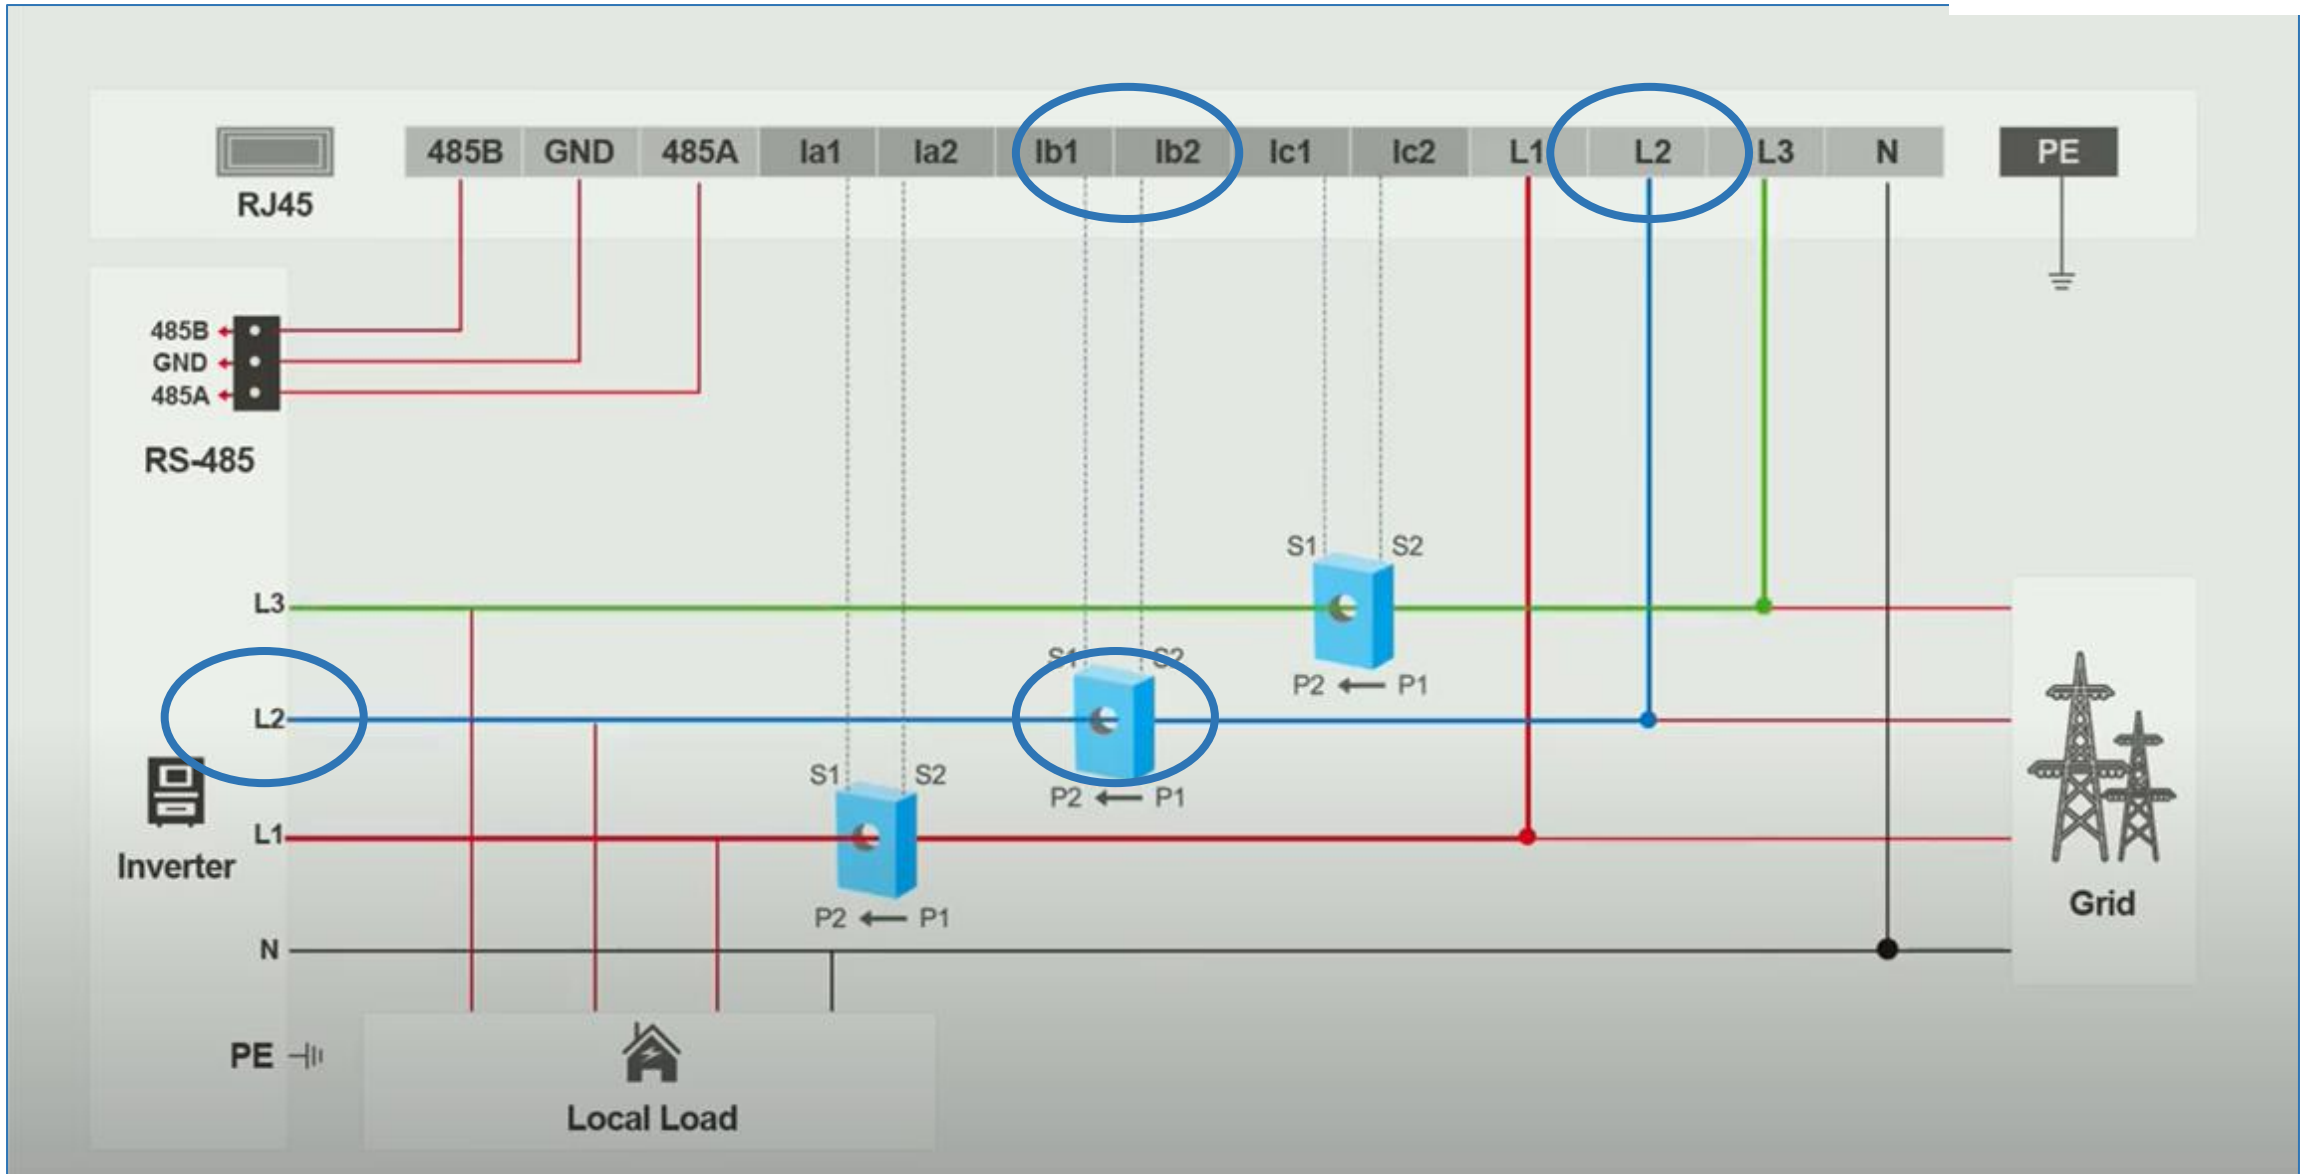 485B GND 485A Ia1 Ia2 Ib1 Ib2 Ic1 Ic2 L1 L2 L3 N PE
RJ45
485B
GND
485A
RS-485
S1 S2
L3
P2 P1
S1 S2
L2
P2 P1
S1 S2
L1
Inverter
P2 P1
Grid
N
PE
Local Load